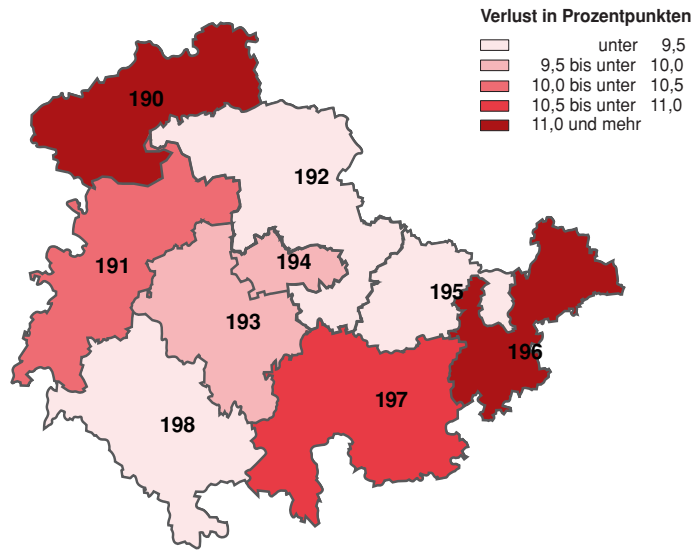 Verlust in Prozentpunkten
unter 9,5
9,5 bis unter 10,0
10,0 bis unter 10,5
10,5 bis unter 11,0
11,0 und mehr
190
192
191
194
195
193
196
197
198